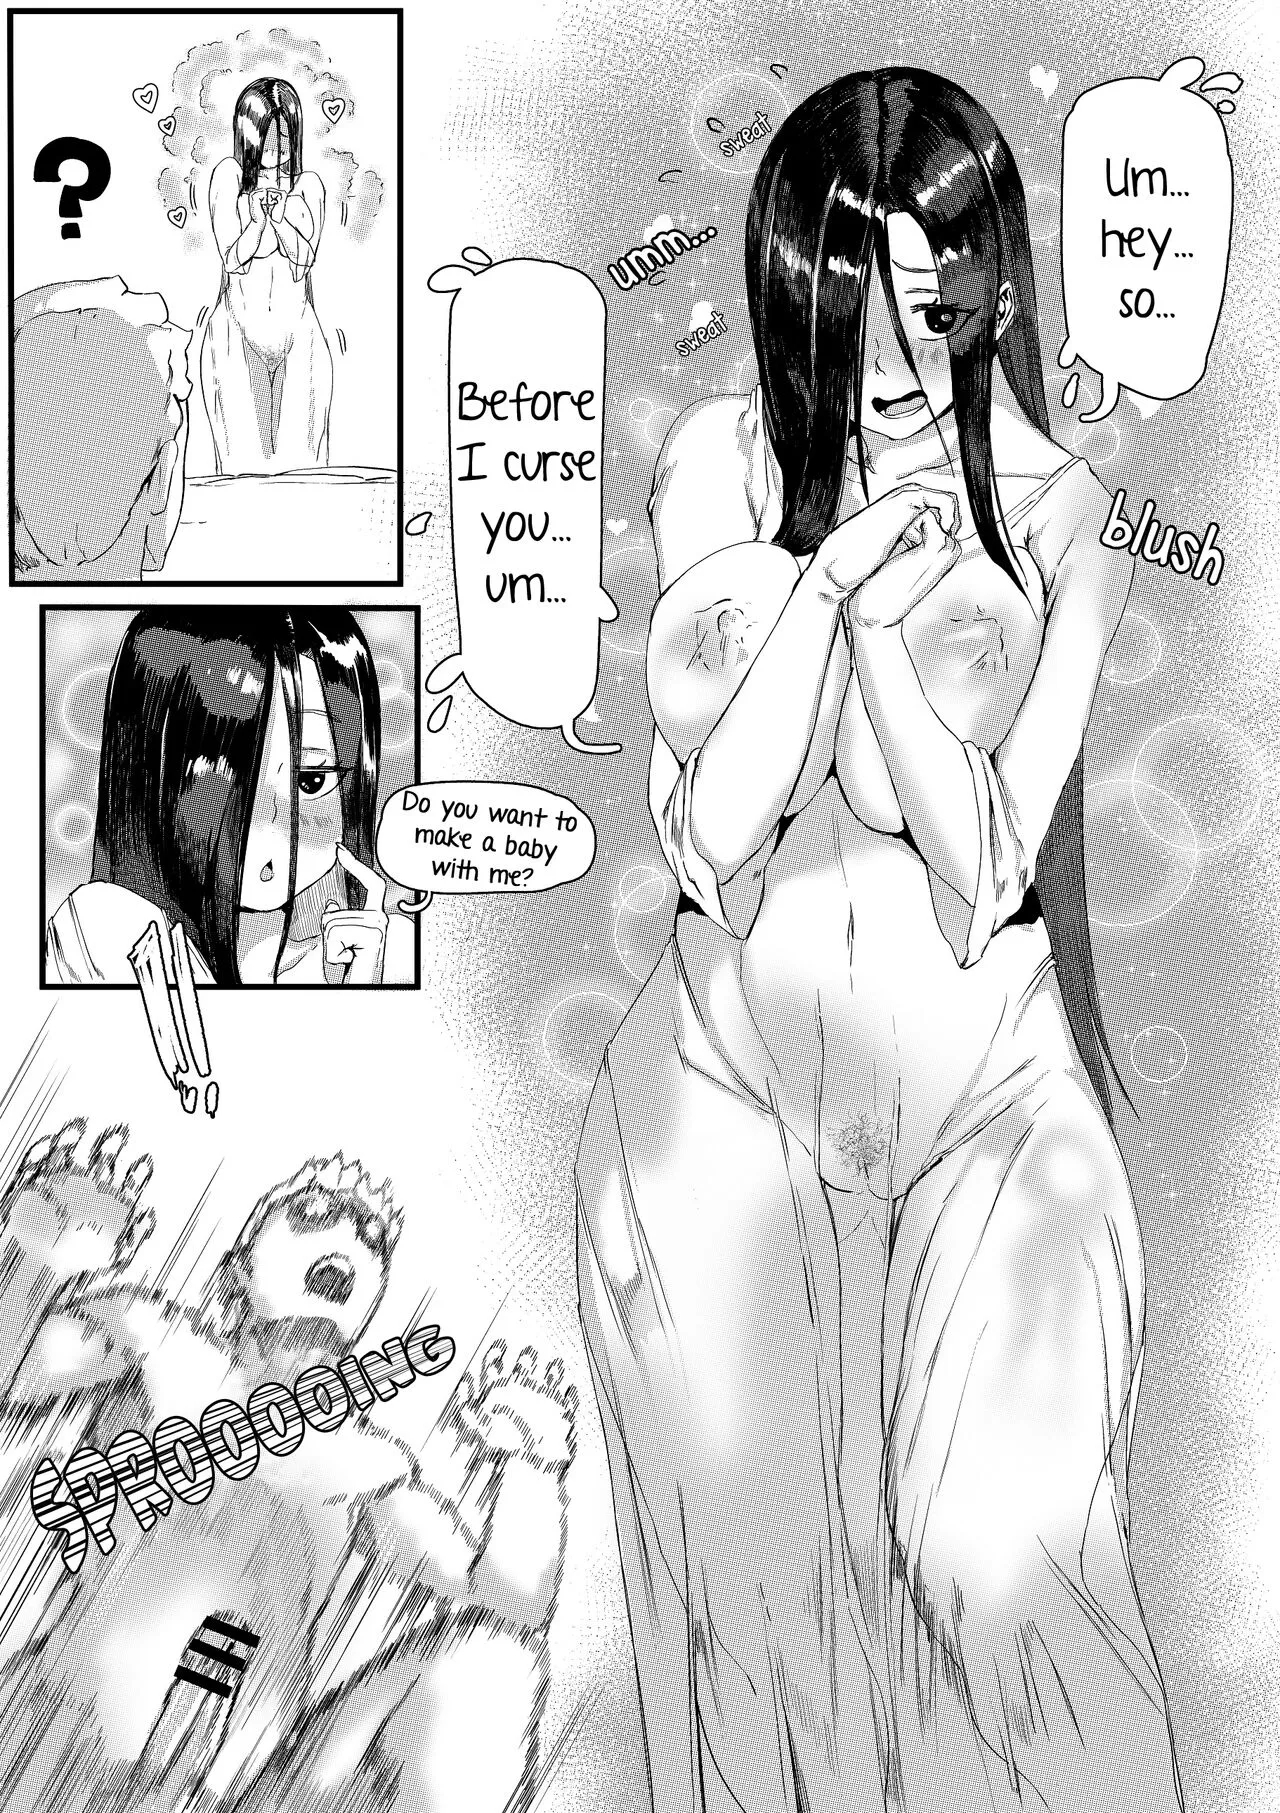 ?
Um...
hey...
so...
sweat
umm...
sweat
Before
I curse
you...
um...
blush
Do you want to
make a baby
with me?
!!
SPROOOOOING